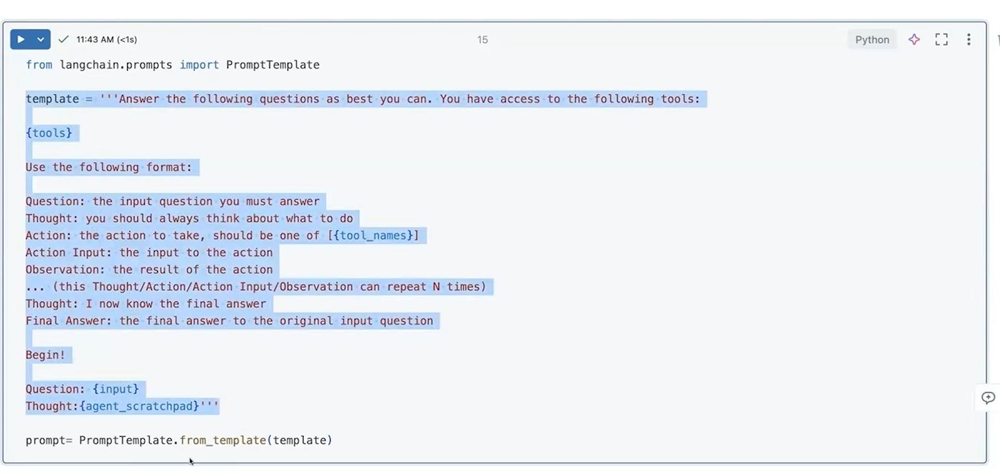 11:43 AM (<1s)
15
Python
from langchain.prompts import PromptTemplate
template = '''Answer the following questions as best you can. You have access to the following tools:
{tools}
Use the following format:
Question: the input question you must answer
Thought: you should always think about what to do
Action: the action to take, should be one of [{tool_names}]
Action Input: the input to the action
Observation: the result of the action
... (this Thought/Action/Action Input/Observation can repeat N times)
Thought: I now know the final answer
Final Answer: the final answer to the original input question
Begin!
Question: {input}
Thought:{agent_scratchpad}'''
prompt= PromptTemplate.from_template(template)